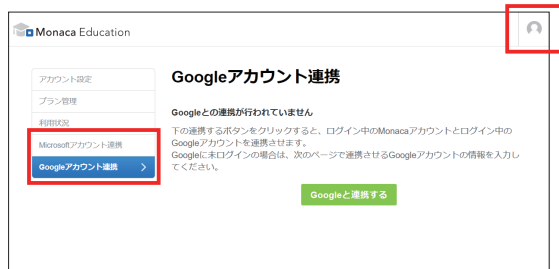 Monaca Education
アカウント設定
プラン管理
利用状況
Microsoftアカウント連携
Googleアカウント連携
Googleアカウント連携
Googleとの連携が行われていません
下の連携するボタンをクリックすると、ログイン中のMonacaアカウントとログイン中の
Googleアカウントを連携させます。
Googleに未ログインの場合は、次のページで連携させるGoogleアカウントの情報を入力し
てください。
Googleと連携する